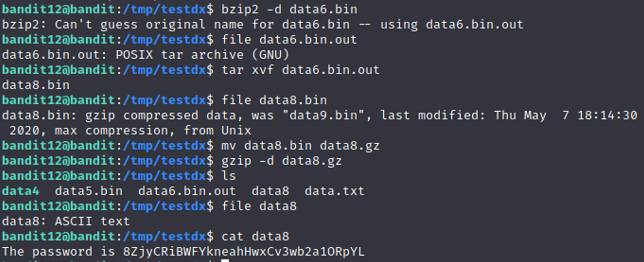 bandit12@bandit:/tmp/testdx$ bzip2 -d data6.bin
bzip2: Can't guess original name for data6.bin -- using data6.bin.out
bandit12@bandit:/tmp/testdx$ file data6.bin.out
data6.bin.out: POSIX tar archive (GNU)
bandit12@bandit:/tmp/testdx$ tar xvf data6.bin.out
data8.bin
bandit12@bandit:/tmp/testdx$ file data8.bin
data8.bin: gzip compressed data, was "data9.bin", last modified: Thu May  7 18:14:30
 2020, max compression, from Unix
bandit12@bandit:/tmp/testdx$ mv data8.bin data8.gz
bandit12@bandit:/tmp/testdx$ gzip -d data8.gz
bandit12@bandit:/tmp/testdx$ ls
data4  data5.bin  data6.bin.out  data8  data.txt
bandit12@bandit:/tmp/testdx$ file data8
data8: ASCII text
bandit12@bandit:/tmp/testdx$ cat data8
The password is 8ZjyCRiBWFYkneahHwxCv3wb2a1ORpYL